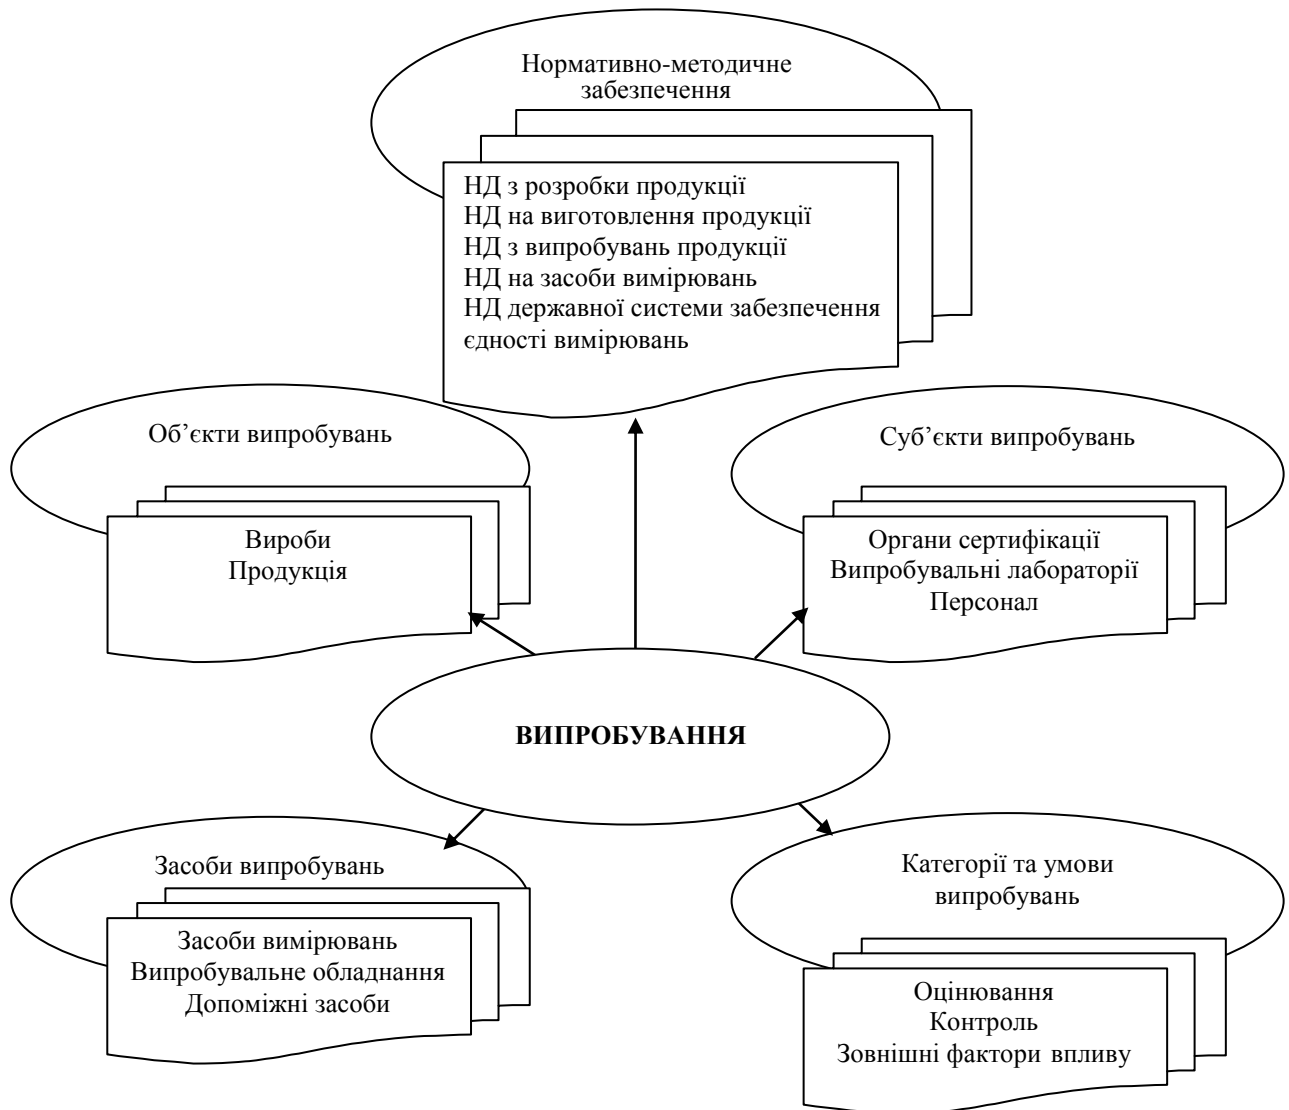 Нормативно-методичне
забезпечення
НД з розробки продукції
НД на виготовлення продукції
НД з випробувань продукції
НД на засоби вимірювань
НД державної системи забезпечення
єдності вимірювань
Об’єкти випробувань
Вироби
Продукція
Суб’єкти випробувань
Органи сертифікації
Випробувальні лабораторії
Персонал
ВИПРОБУВАННЯ
Засоби випробувань
Засоби вимірювань
Випробувальне обладнання
Допоміжні засоби
Категорії та умови
випробувань
Оцінювання
Контроль
Зовнішні фактори впливу